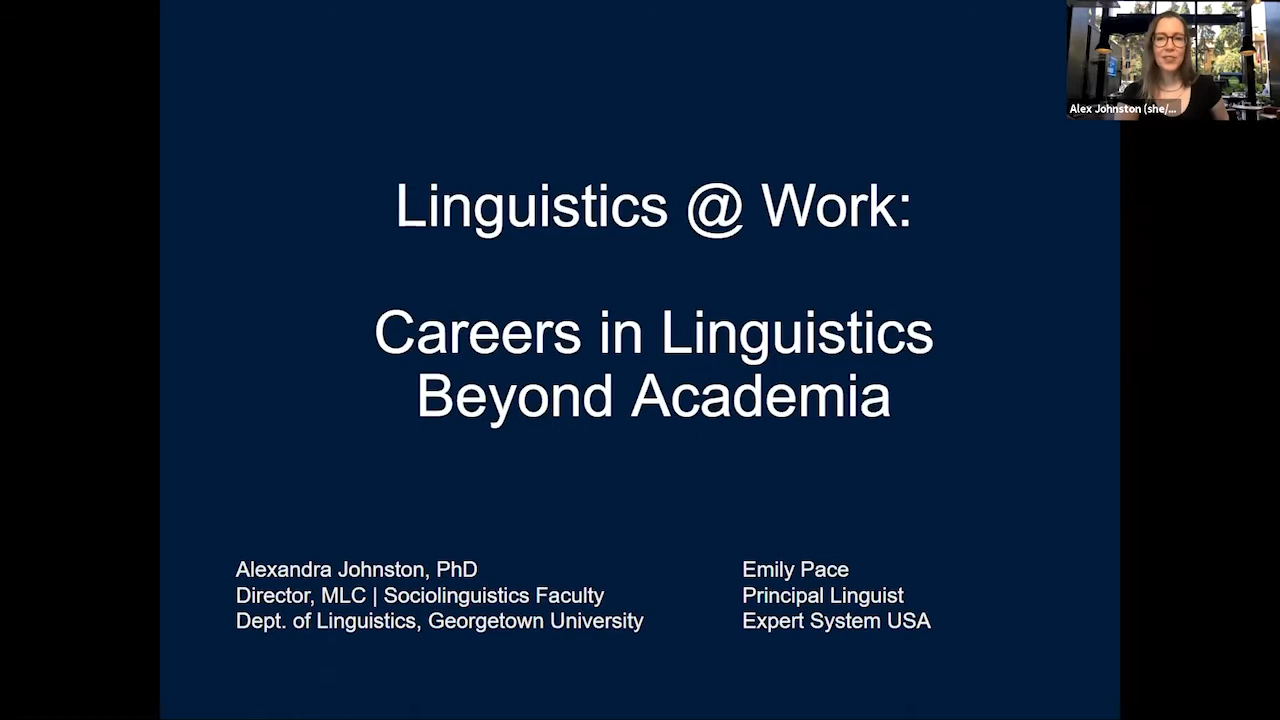 Linguistics @ Work:
Careers in Linguistics
Beyond Academia
Alexandra Johnston, PhD
Director, MLC | Sociolinguistics Faculty
Dept. of Linguistics, Georgetown University
Emily Pace
Principal Linguist
Expert System USA
Alex Johnston (she/...